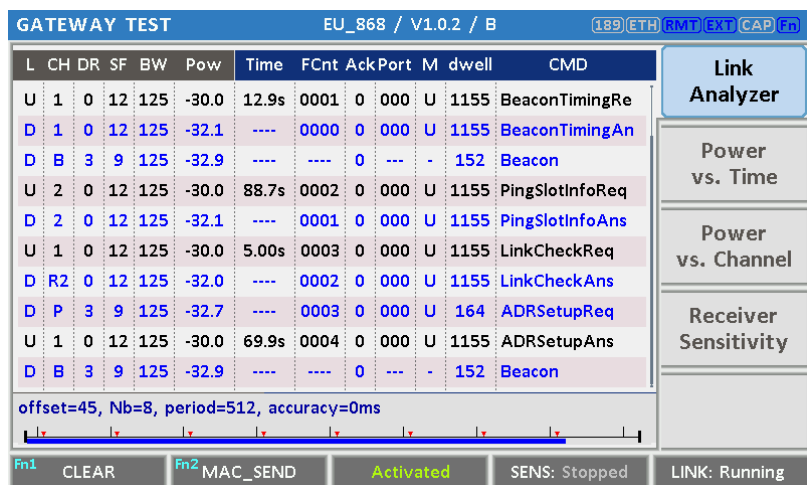 GATEWAY TEST EU_868 / V1.0.2 / B 189 ETH RMT EXT CAP Fn
L CH DR SF BW Pow Time FCnt Ack Port M dwell CMD
U 1 0 12 125 -30.0 12.9s 0001 0 000 U 1155 BeaconTimingRe
D 1 0 12 125 -32.1 ---- 0000 0 000 U 1155 BeaconTimingAn
D B 3 9 125 -32.9 ---- ---- 0 --- - 152 Beacon
U 2 0 12 125 -30.0 88.7s 0002 0 000 U 1155 PingSlotInfoReq
D 2 0 12 125 -32.1 ---- 0001 0 000 U 1155 PingSlotInfoAns
U 1 0 12 125 -30.0 5.00s 0003 0 000 U 1155 LinkCheckReq
D R2 0 12 125 -32.0 ---- 0002 0 000 U 1155 LinkCheckAns
D P 3 9 125 -32.7 ---- 0003 0 000 U 164 ADRSetupReq
U 1 0 12 125 -30.0 69.9s 0004 0 000 U 1155 ADRSetupAns
D B 3 9 125 -32.9 ---- ---- 0 --- - 152 Beacon
offset=45, Nb=8, period=512, accuracy=0ms
Link
Analyzer
Power
vs. Time
Power
vs. Channel
Receiver
Sensitivity
Fn1 CLEAR Fn2 MAC_SEND Activated SENS: Stopped LINK: Running